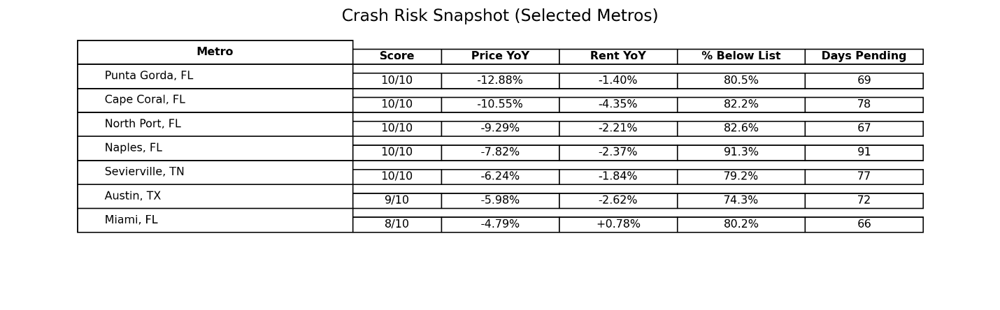 Crash Risk Snapshot (Selected Metros)
Metro Score Price YoY Rent YoY % Below List Days Pending
Punta Gorda, FL 10/10 -12.88% -1.40% 80.5% 69
Cape Coral, FL 10/10 -10.55% -4.35% 82.2% 78
North Port, FL 10/10 -9.29% -2.21% 82.6% 67
Naples, FL 10/10 -7.82% -2.37% 91.3% 91
Sevierville, TN 10/10 -6.24% -1.84% 79.2% 77
Austin, TX 9/10 -5.98% -2.62% 74.3% 72
Miami, FL 8/10 -4.79% +0.78% 80.2% 66